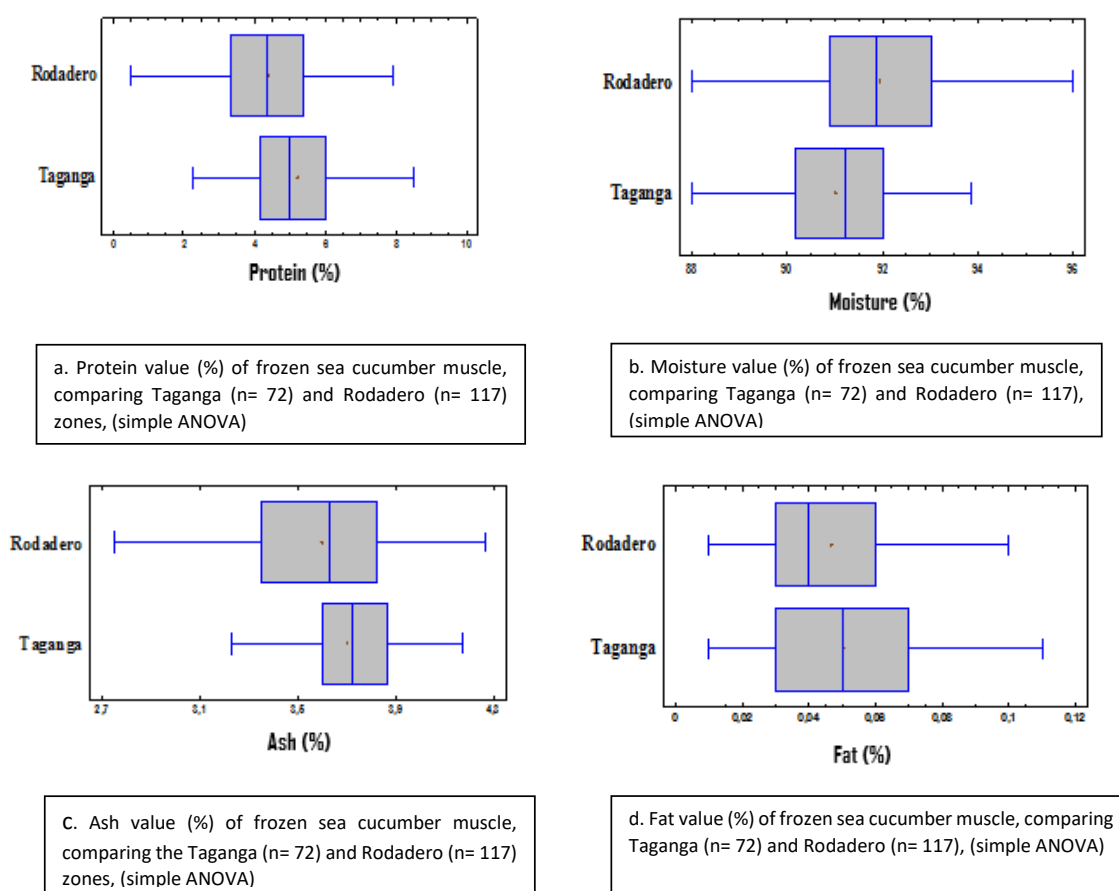 Rodadero
Taganga
0 2 4 6 8 10
Protein (%)
Rodadero
Taganga
88 90 92 94 96
Moisture (%)
a. Protein value (%) of frozen sea cucumber muscle,
comparing Taganga (n= 72) and Rodadero (n= 117)
zones, (simple ANOVA)
b. Moisture value (%) of frozen sea cucumber muscle,
comparing Taganga (n= 72) and Rodadero (n= 117),
(simple ANOVA)
Rodadero
Taganga
2,7 3,1 3,5 3,9 4,3
Ash (%)
Rodadero
Taganga
0 0,02 0,04 0,06 0,08 0,1 0,12
Fat (%)
c. Ash value (%) of frozen sea cucumber muscle,
comparing the Taganga (n= 72) and Rodadero (n= 117)
zones, (simple ANOVA)
d. Fat value (%) of frozen sea cucumber muscle, comparing
Taganga (n= 72) and Rodadero (n= 117), (simple ANOVA)